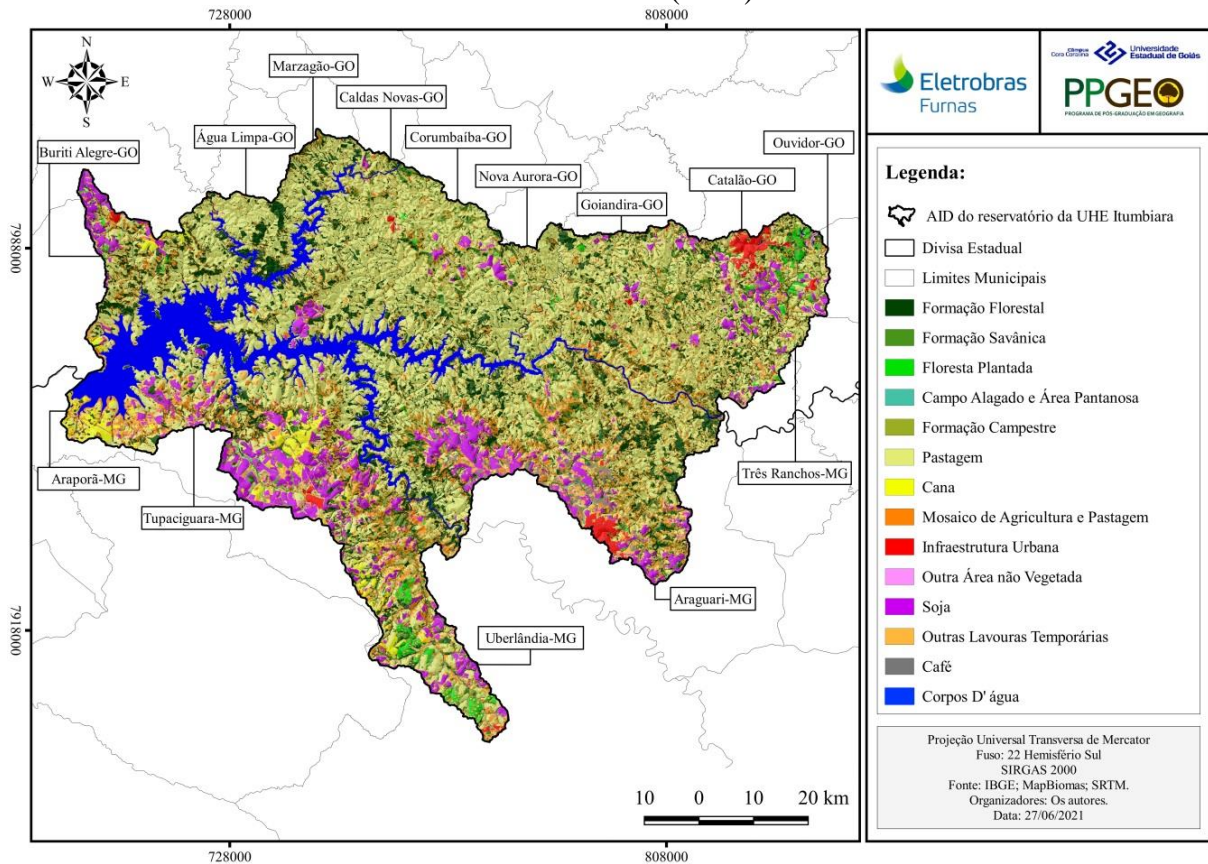 728000
808000
N
W E
S
Marzagão-GO
Caldas Novas-GO
Água Limpa-GO
Corumbaíba-GO
Buriti Alegre-GO
Nova Aurora-GO
Catalão-GO
Ouvidor-GO
Goiandira-GO
7988000
Araporã-MG
Três Ranchos-MG
Tupaciguara-MG
Araguari-MG
7918000
Uberlândia-MG
10 0 10 20 km
728000
808000
Eletrobras
Furnas
Câmpus
Cora Coralina
Universidade
Estadual de Goiás
PPGEO
PROGRAMA DE PÓS-GRADUAÇÃO EM GEOGRAFIA
Legenda:
AID do reservatório da UHE Itumbiara
Divisa Estadual
Limites Municipais
Formação Florestal
Formação Savânica
Floresta Plantada
Campo Alagado e Área Pantanosa
Formação Campestre
Pastagem
Cana
Mosaico de Agricultura e Pastagem
Infraestrutura Urbana
Outra Área não Vegetada
Soja
Outras Lavouras Temporárias
Café
Corpos D' água
Projeção Universal Transversa de Mercator
Fuso: 22 Hemisfério Sul
SIRGAS 2000
Fonte: IBGE; MapBiomas; SRTM.
Organizadores: Os autores.
Data: 27/06/2021